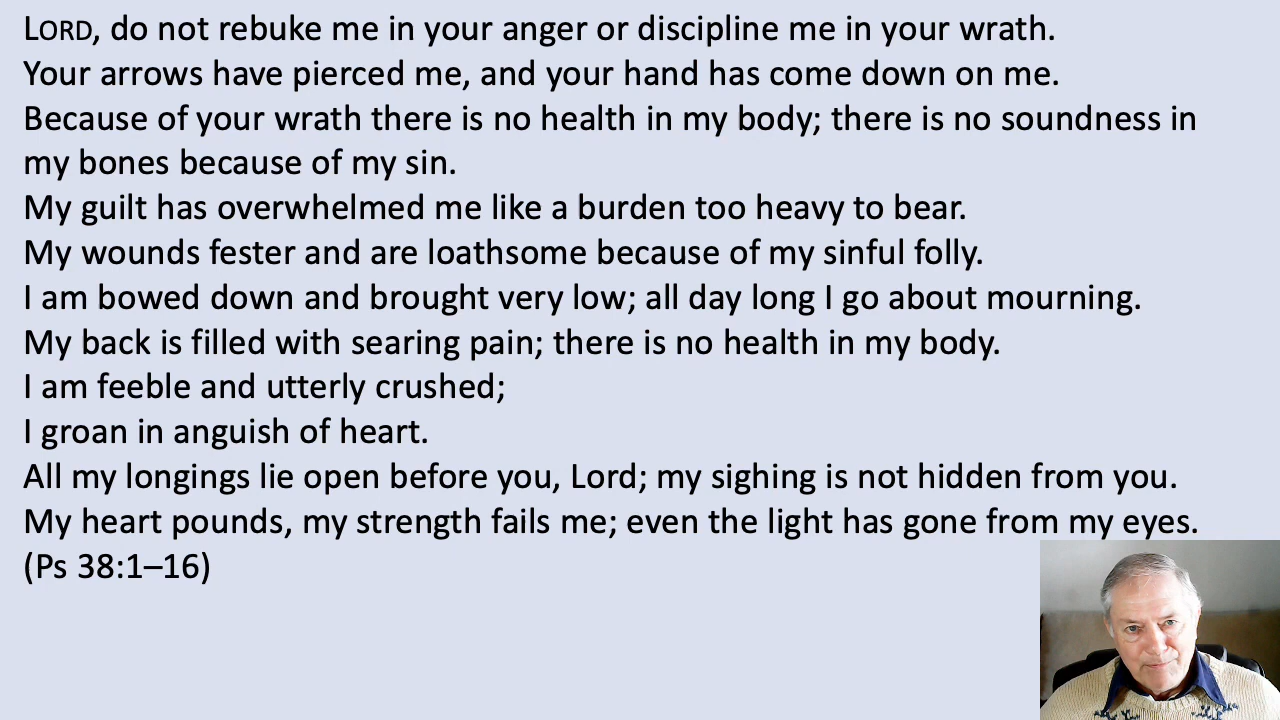 LORD, do not rebuke me in your anger or discipline me in your wrath.
Your arrows have pierced me, and your hand has come down on me.
Because of your wrath there is no health in my body; there is no soundness in
my bones because of my sin.
My guilt has overwhelmed me like a burden too heavy to bear.
My wounds fester and are loathsome because of my sinful folly.
I am bowed down and brought very low; all day long I go about mourning.
My back is filled with searing pain; there is no health in my body.
I am feeble and utterly crushed;
I groan in anguish of heart.
All my longings lie open before you, Lord; my sighing is not hidden from you.
My heart pounds, my strength fails me; even the light has gone from my eyes.
(Ps 38:1–16)